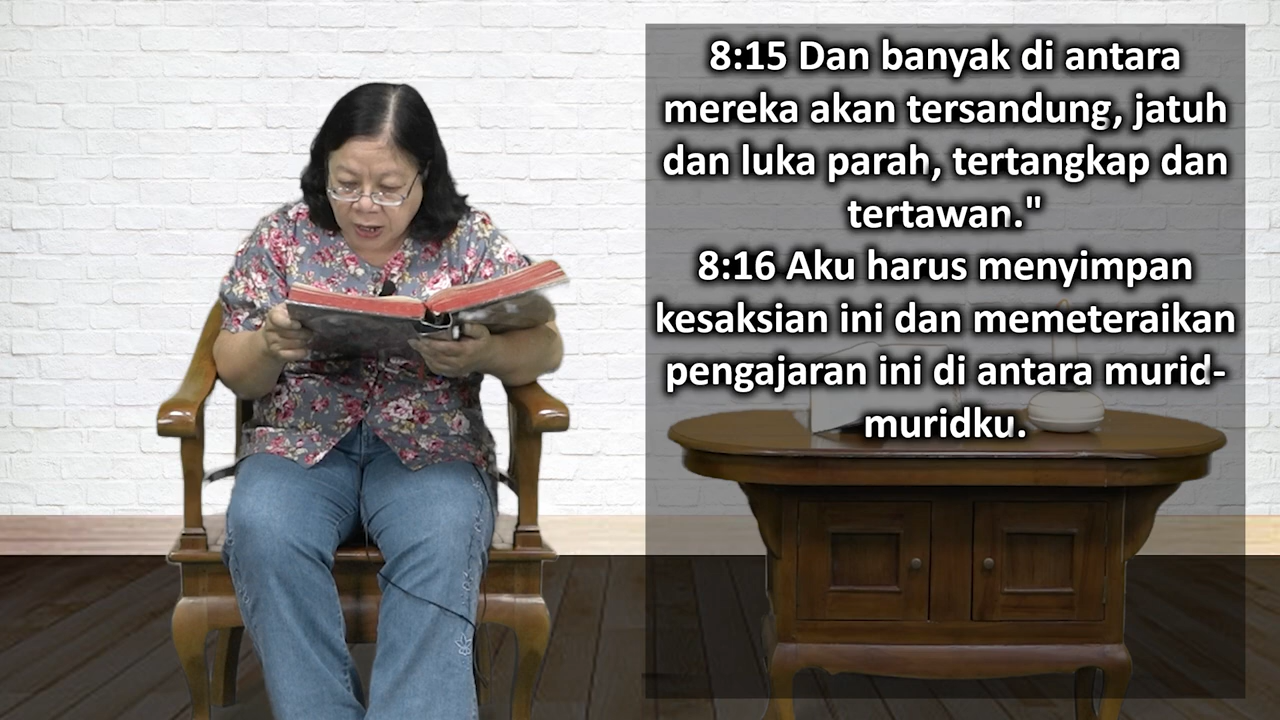 8:15 Dan banyak di antara
mereka akan tersandung, jatuh
dan luka parah, tertangkap dan
tertawan."
8:16 Aku harus menyimpan
kesaksian ini dan memeteraikan
pengajaran ini di antara murid-
muridku.